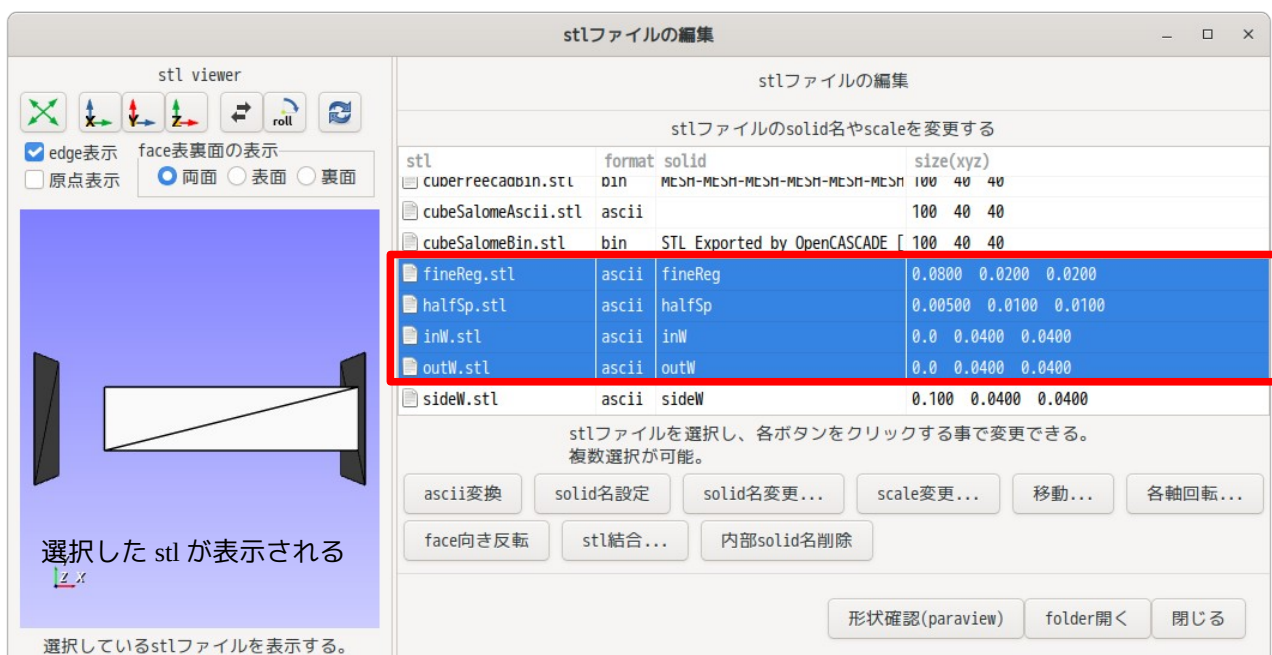 stlファイルの編集
stl viewer
X Y Z roll
edge表示 face表裏面の表示
原点表示 両面 表面 裏面
選択した stl が表示される
Z X
選択しているstlファイルを表示する。
stlファイルの編集
stlファイルのsolid名やscaleを変更する
stl format solid size(xyz)
cubeFreecadBin.stl bin MESH-MESH-MESH-MESH-MESH-MESH 100 40 40
cubeSalomeAscii.stl ascii 100 40 40
cubeSalomeBin.stl bin STL Exported by OpenCASCADE [ 100 40 40
fineReg.stl ascii fineReg 0.0800 0.0200 0.0200
halfSp.stl ascii halfSp 0.00500 0.0100 0.0100
inW.stl ascii inW 0.0 0.0400 0.0400
outW.stl ascii outW 0.0 0.0400 0.0400
sideW.stl ascii sideW 0.100 0.0400 0.0400
stlファイルを選択し、各ボタンをクリックする事で変更できる。
複数選択が可能。
ascii変換 solid名設定 solid名変更... scale変更... 移動... 各軸回転...
face向き反転 stl結合... 内部solid名削除
形状確認(paraview) folder開く 閉じる